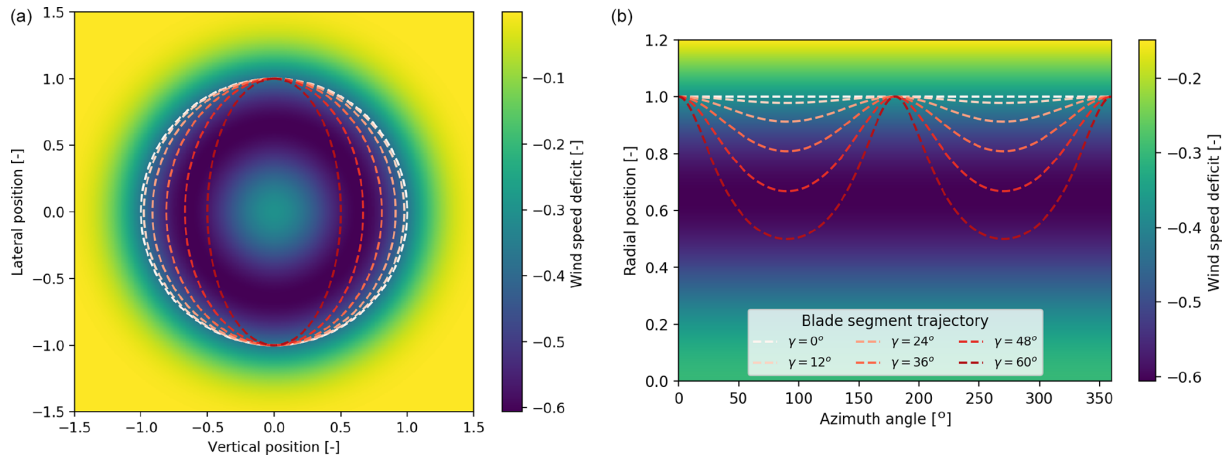 (a)
1.5
1.0
0.5
0.0
−0.5
−1.0
−1.5
Lateral position [-]
−1.5
−1.0
−0.5
0.0
0.5
1.0
1.5
Vertical position [-]
−0.1
−0.2
−0.3
−0.4
−0.5
−0.6
Wind speed deficit [-]
(b)
1.2
1.0
0.8
0.6
0.4
0.2
0.0
Radial position [-]
Blade segment trajectory
γ = 0°
γ = 12°
γ = 24°
γ = 36°
γ = 48°
γ = 60°
0
50
100
150
200
250
300
350
Azimuth angle [°]
−0.2
−0.3
−0.4
−0.5
−0.6
Wind speed deficit [-]